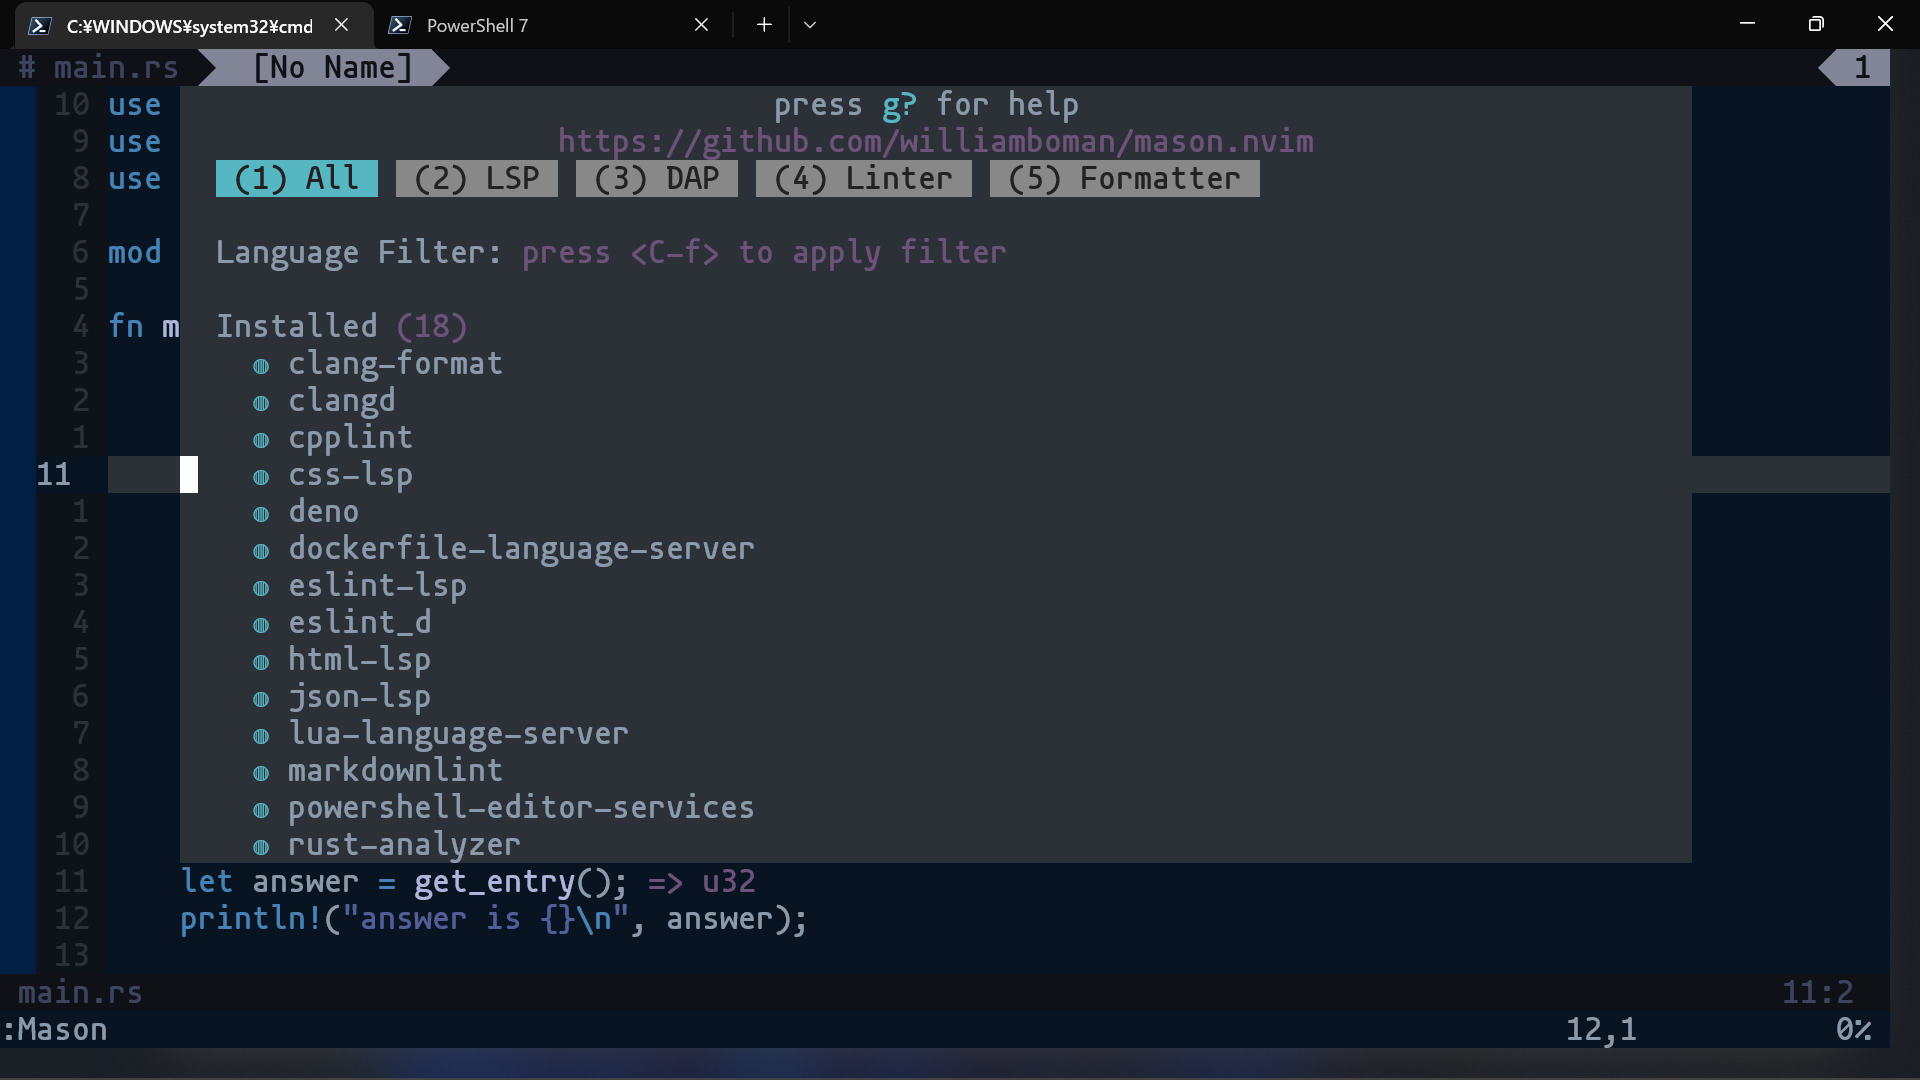 C:¥WINDOWS¥system32¥cmd PowerShell 7
# main.rs [No Name] 1
10 use press g? for help
9 use https://github.com/williamboman/mason.nvim
8 use (1) All (2) LSP (3) DAP (4) Linter (5) Formatter
7
6 mod Language Filter: press <C-f> to apply filter
5
4 fn m Installed (18)
3 ◍ clang-format
2 ◍ clangd
1 ◍ cpplint
11 ◍ css-lsp
1 ◍ deno
2 ◍ dockerfile-language-server
3 ◍ eslint-lsp
4 ◍ eslint_d
5 ◍ html-lsp
6 ◍ json-lsp
7 ◍ lua-language-server
8 ◍ markdownlint
9 ◍ powershell-editor-services
10 ◍ rust-analyzer
11 let answer = get_entry(); => u32
12 println!("answer is {}\n", answer);
13
main.rs 11:2
:Mason 12,1 0%